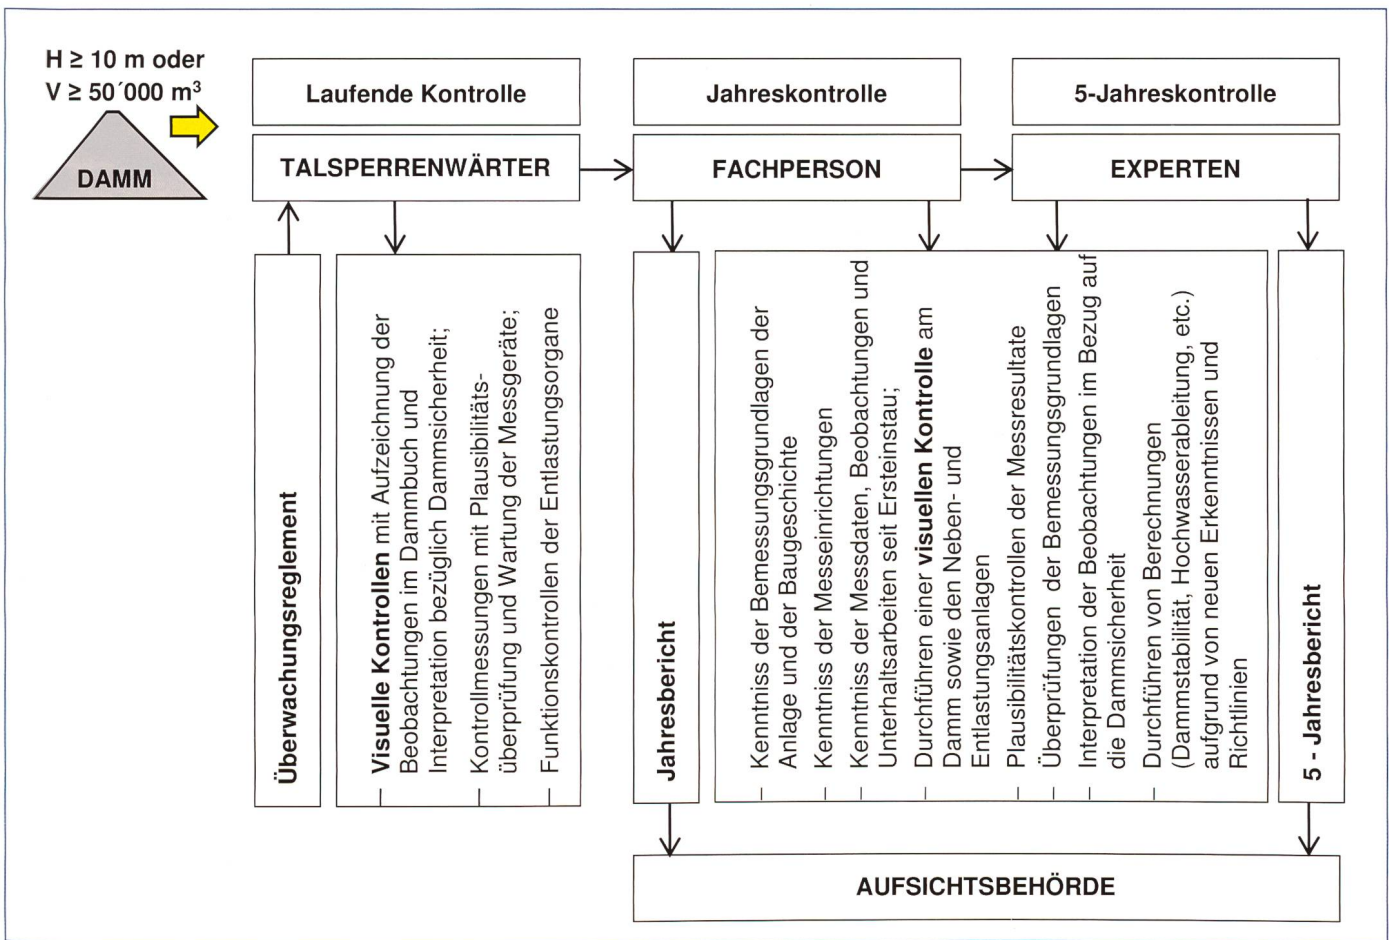 H ≥ 10 m oder
V ≥ 50´000 m³
DAMM
Laufende Kontrolle
TALSPERRENWÄRTER
Jahreskontrolle
FACHPERSON
5-Jahreskontrolle
EXPERTEN
Überwachungsreglement
– Visuelle Kontrollen mit Aufzeichnung der
Beobachtungen im Dammbuch und
Interpretation bezüglich Dammsicherheit;
– Kontrollmessungen mit Plausibilitäts-
überprüfung und Wartung der Messgeräte;
– Funktionskontrollen der Entlastungsorgane
Jahresbericht
– Kenntniss der Bemessungsgrundlagen der
Anlage und der Baugeschichte
– Kenntniss der Messeinrichtungen
– Kenntniss der Messdaten, Beobachtungen und
Unterhaltsarbeiten seit Ersteinstau;
– Durchführen einer visuellen Kontrolle am
Damm sowie den Neben- und
Entlastungsanlagen
– Plausibilitätskontrollen der Messresultate
– Überprüfungen der Bemessungsgrundlagen
– Interpretation der Beobachtungen im Bezug auf
die Dammsicherheit
– Durchführen von Berechnungen
(Dammstabilität, Hochwasserableitung, etc.)
aufgrund von neuen Erkenntnissen und
Richtlinien
5 - Jahresbericht
AUFSICHTSBEHÖRDE